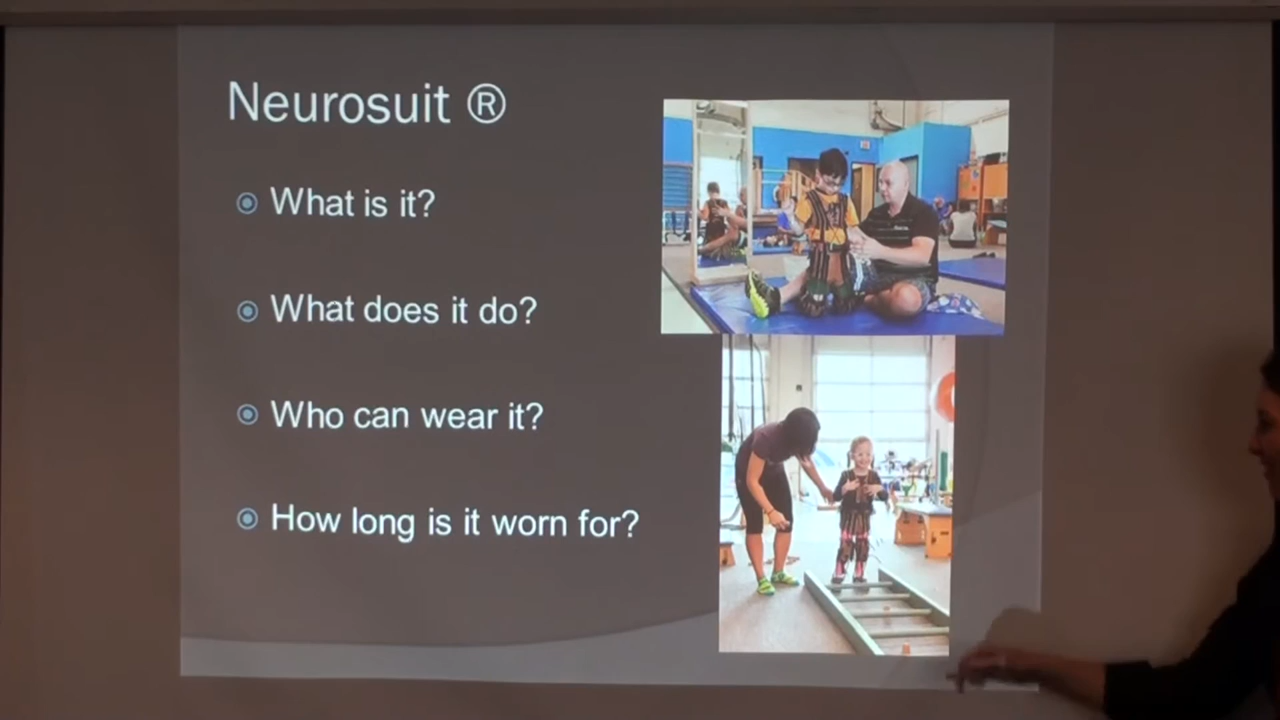 Neurosuit ®
What is it?
What does it do?
Who can wear it?
How long is it worn for?